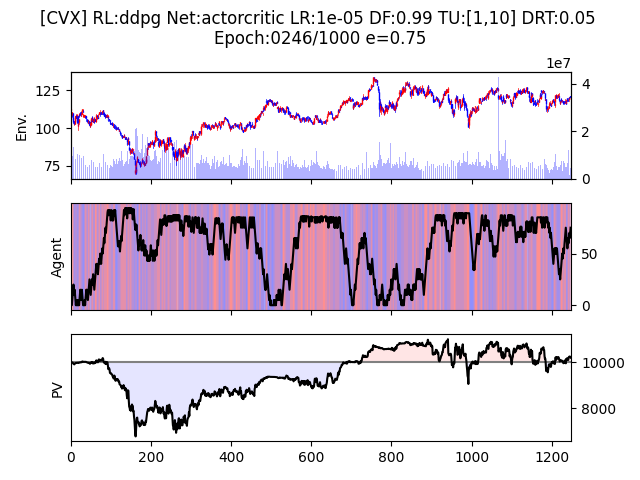 [CVX] RL:ddpg Net:actorcritic LR:1e-05 DF:0.99 TU:[1,10] DRT:0.05
Epoch:0246/1000 e=0.75
1e7
125
100
75
Env.
4
2
0
Agent
50
0
PV
10000
8000
0
200
400
600
800
1000
1200